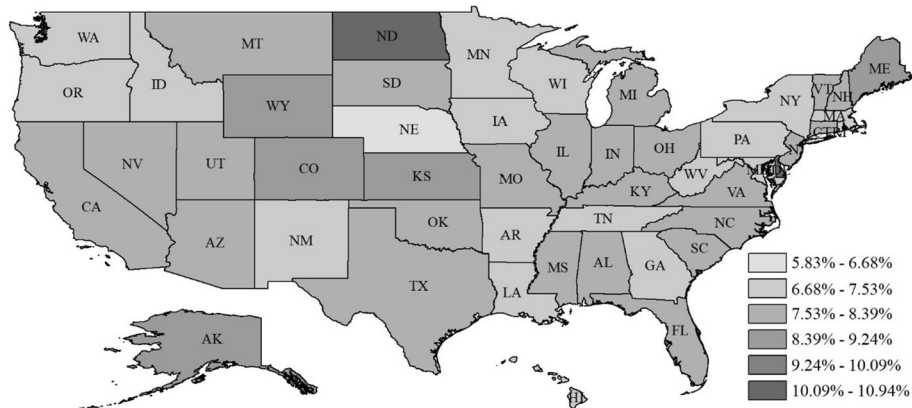 WA
MT
ND
MN
ME
VT
NH
ID
SD
WI
OR
MI
NY
MA
WY
CT
RI
IA
NE
PA
IL
IN
OH
NV
UT
CO
KS
MO
WV
VA
CA
KY
NC
TN
OK
AZ
NM
AR
SC
MS
AL
GA
TX
LA
FL
AK
HI
5.83% - 6.68%
6.68% - 7.53%
7.53% - 8.39%
8.39% - 9.24%
9.24% - 10.09%
10.09% - 10.94%